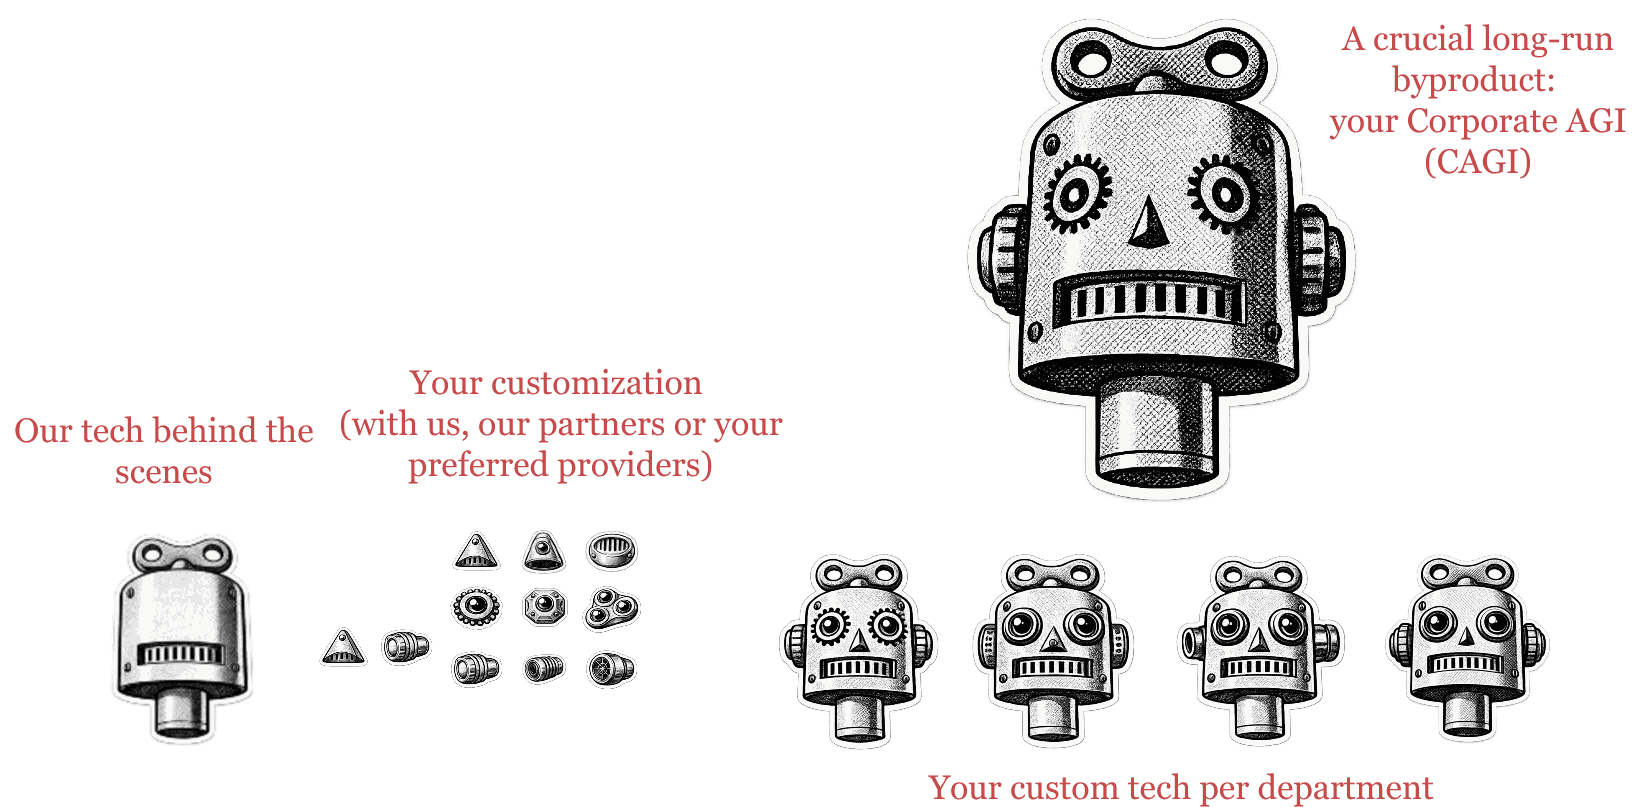 Our tech behind the
scenes
Your customization
(with us, our partners or your
preferred providers)
A crucial long-run
byproduct:
your Corporate AGI
(CAGI)
Your custom tech per department